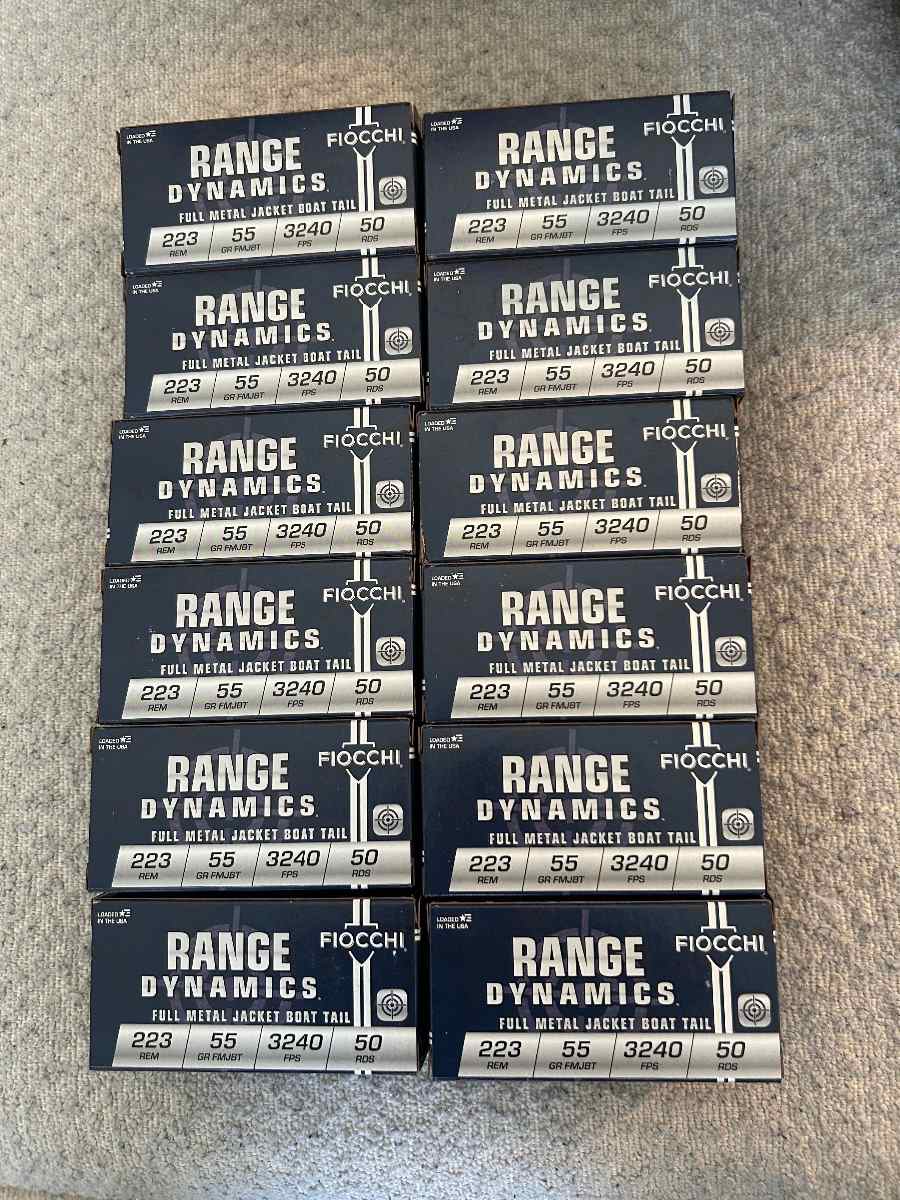 LOADED IN THE USA
FIOCCHI
RANGE
DYNAMICS
FULL METAL JACKET BOAT TAIL
223 REM 55 GR FMJBT 3240 FPS 50 RDS
LOADED IN THE USA
FIOCCHI
RANGE
DYNAMICS
FULL METAL JACKET BOAT TAIL
223 REM 55 GR FMJBT 3240 FPS 50 RDS
LOADED IN THE USA
FIOCCHI
RANGE
DYNAMICS
FULL METAL JACKET BOAT TAIL
223 REM 55 GR FMJBT 3240 FPS 50 RDS
LOADED IN THE USA
FIOCCHI
RANGE
DYNAMICS
FULL METAL JACKET BOAT TAIL
223 REM 55 GR FMJBT 3240 FPS 50 RDS
LOADED IN THE USA
FIOCCHI
RANGE
DYNAMICS
FULL METAL JACKET BOAT TAIL
223 REM 55 GR FMJBT 3240 FPS 50 RDS
LOADED IN THE USA
FIOCCHI
RANGE
DYNAMICS
FULL METAL JACKET BOAT TAIL
223 REM 55 GR FMJBT 3240 FPS 50 RDS
LOADED IN THE USA
FIOCCHI
RANGE
DYNAMICS
FULL METAL JACKET BOAT TAIL
223 REM 55 GR FMJBT 3240 FPS 50 RDS
LOADED IN THE USA
FIOCCHI
RANGE
DYNAMICS
FULL METAL JACKET BOAT TAIL
223 REM 55 GR FMJBT 3240 FPS 50 RDS
LOADED IN THE USA
FIOCCHI
RANGE
DYNAMICS
FULL METAL JACKET BOAT TAIL
223 REM 55 GR FMJBT 3240 FPS 50 RDS
LOADED IN THE USA
FIOCCHI
RANGE
DYNAMICS
FULL METAL JACKET BOAT TAIL
223 REM 55 GR FMJBT 3240 FPS 50 RDS
LOADED IN THE USA
FIOCCHI
RANGE
DYNAMICS
FULL METAL JACKET BOAT TAIL
223 REM 55 GR FMJBT 3240 FPS 50 RDS
LOADED IN THE USA
FIOCCHI
RANGE
DYNAMICS
FULL METAL JACKET BOAT TAIL
223 REM 55 GR FMJBT 3240 FPS 50 RDS